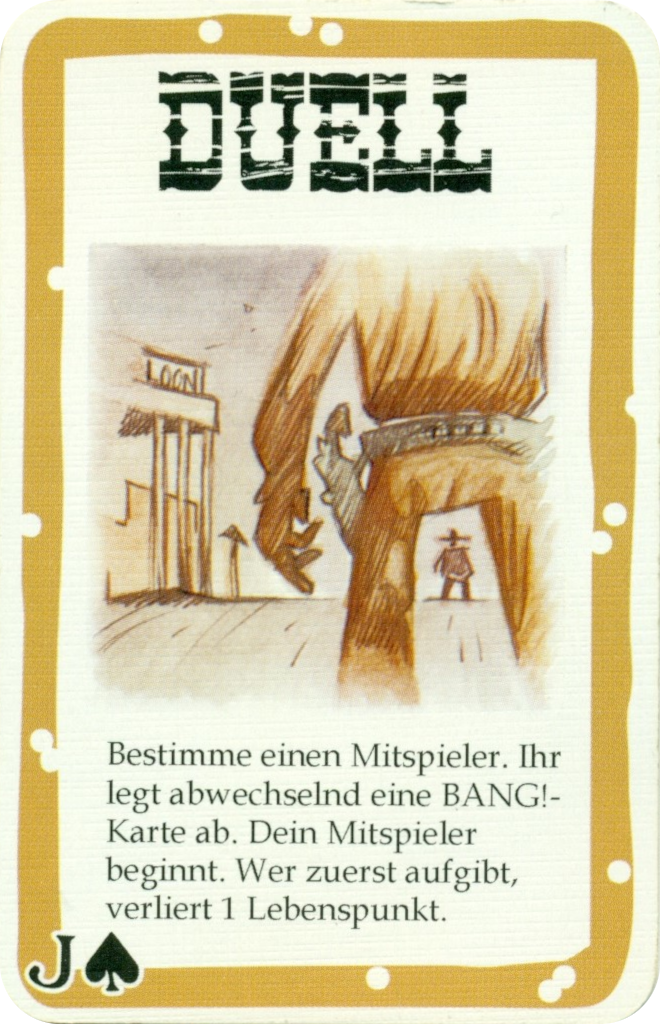 DUELL
LOON
Bestimme einen Mitspieler. Ihr
legt abwechselnd eine BANG!-
Karte ab. Dein Mitspieler
beginnt. Wer zuerst aufgibt,
verliert 1 Lebenspunkt.
J♠